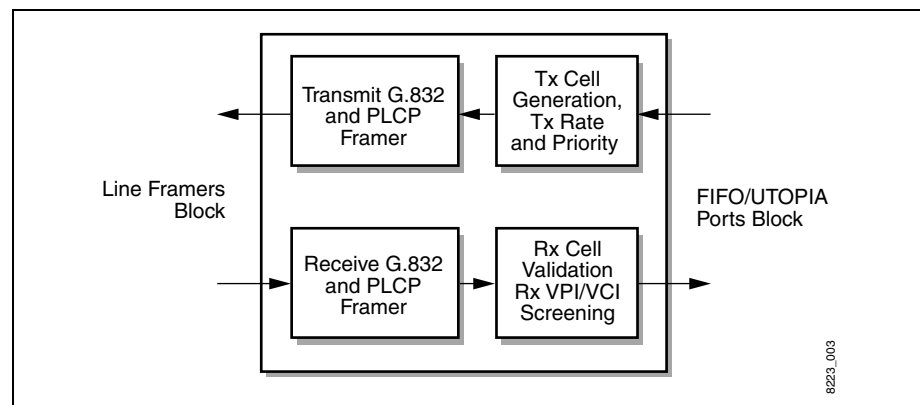 Transmit G.832
and PLCP
Framer
Tx Cell
Generation,
Tx Rate
and Priority
Line Framers
Block
FIFO/UTOPIA
Ports Block
Receive G.832
and PLCP
Framer
Rx Cell
Validation
Rx VPI/VCI
Screening
8223_003